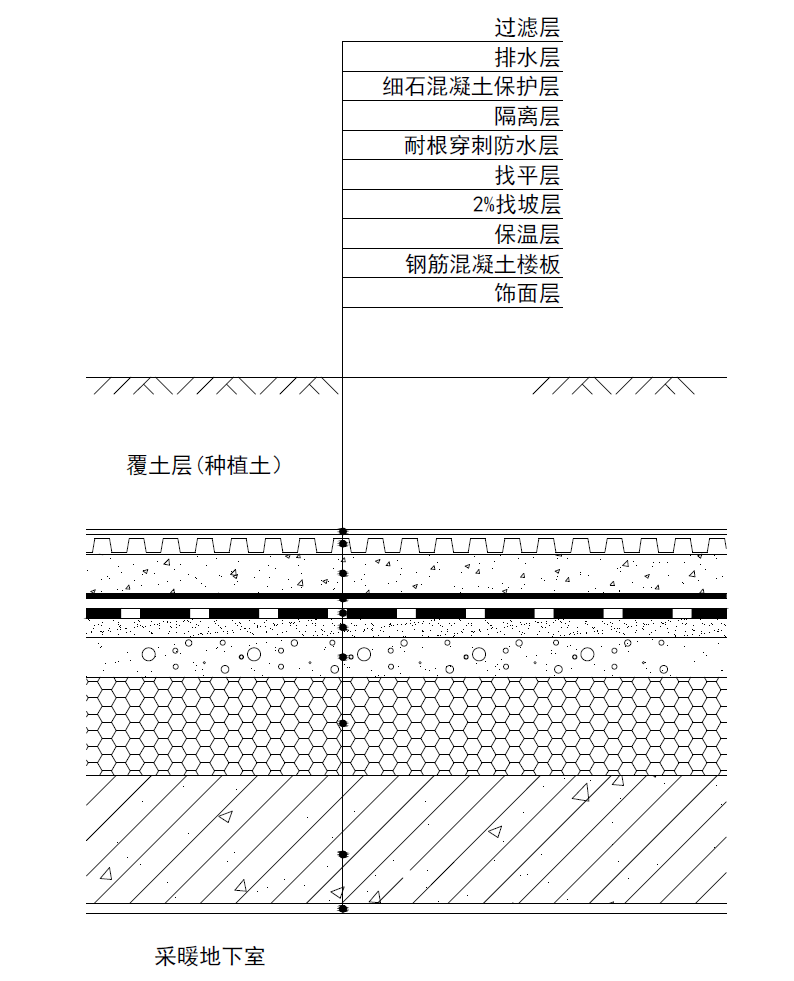 过滤层
排水层
细石混凝土保护层
隔离层
耐根穿刺防水层
找平层
2%找坡层
保温层
钢筋混凝土楼板
饰面层
覆土层(种植土)
采暖地下室